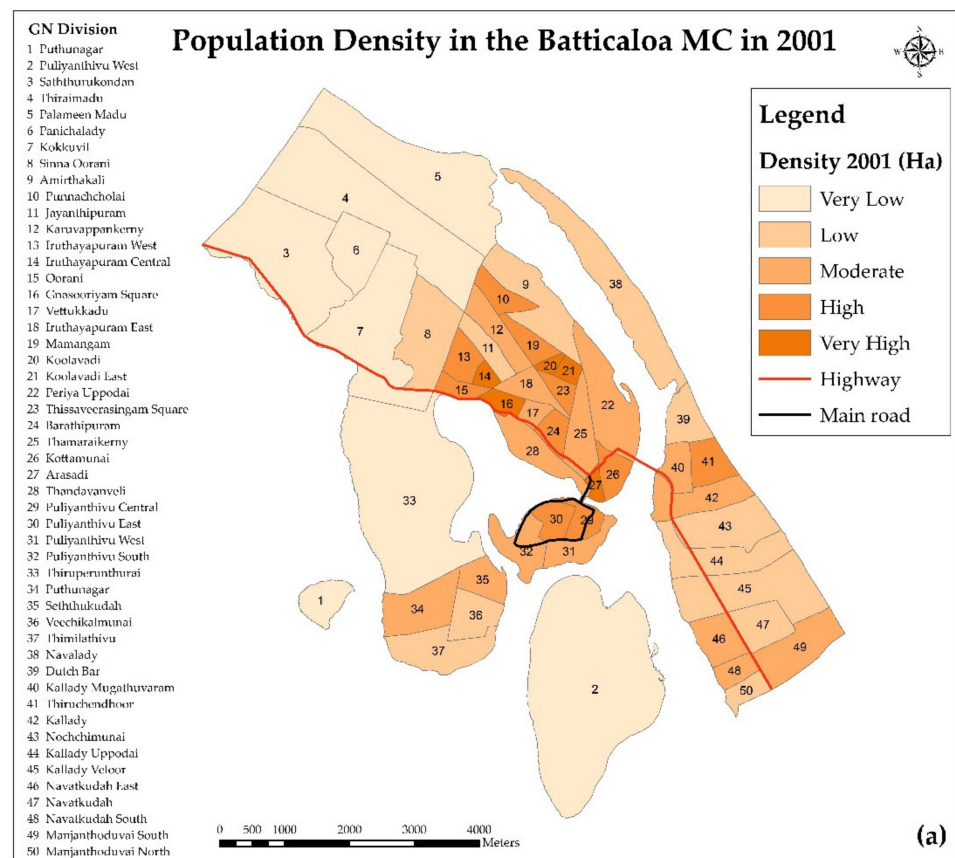 GN Division
1 Puthunagar
2 Puliyanthivu West
3 Saththurukondan
4 Thiraimadu
5 Palameen Madu
6 Panichalady
7 Kokkuvil
8 Sinna Oorani
9 Amirthakali
10 Punnachcholai
11 Jayanthipuram
12 Karuvappankerny
13 Iruthayapuram West
14 Iruthayapuram Central
15 Oorani
16 Gnasooriyam Square
17 Vettukkadu
18 Iruthayapuram East
19 Mamangam
20 Koolavadi
21 Koolavadi East
22 Periya Uppodai
23 Thissaveerasingam Square
24 Barathipuram
25 Thamaraikerny
26 Kottamunai
27 Arasadi
28 Thandavanveli
29 Puliyanthivu Central
30 Puliyanthivu East
31 Puliyanthivu West
32 Puliyanthivu South
33 Thiruperunthurai
34 Puthunagar
35 Seththukudah
36 Veechikalmunai
37 Thimilathivu
38 Navalady
39 Dutch Bar
40 Kallady Mugathuvaram
41 Thiruchendhoor
42 Kallady
43 Nochchimunai
44 Kallady Uppodai
45 Kallady Veloor
46 Navatkudah East
47 Navatkudah
48 Navatkudah South
49 Manjanthoduvai South
50 Manjanthoduvai North
Population Density in the Batticaloa MC in 2001
N
W E
S
Legend
Density 2001 (Ha)
Very Low
Low
Moderate
High
Very High
Highway
Main road
5
4
3
6
38
9
10
7
8
12
19
11
13
20
21
14
18
23
15
22
16
17
39
24
25
28
40
41
26
27
42
33
30
29
43
32
31
44
35
45
1
34
36
47
46
49
37
48
2
50
0 500 1000 2000 3000 4000
Meters
(a)